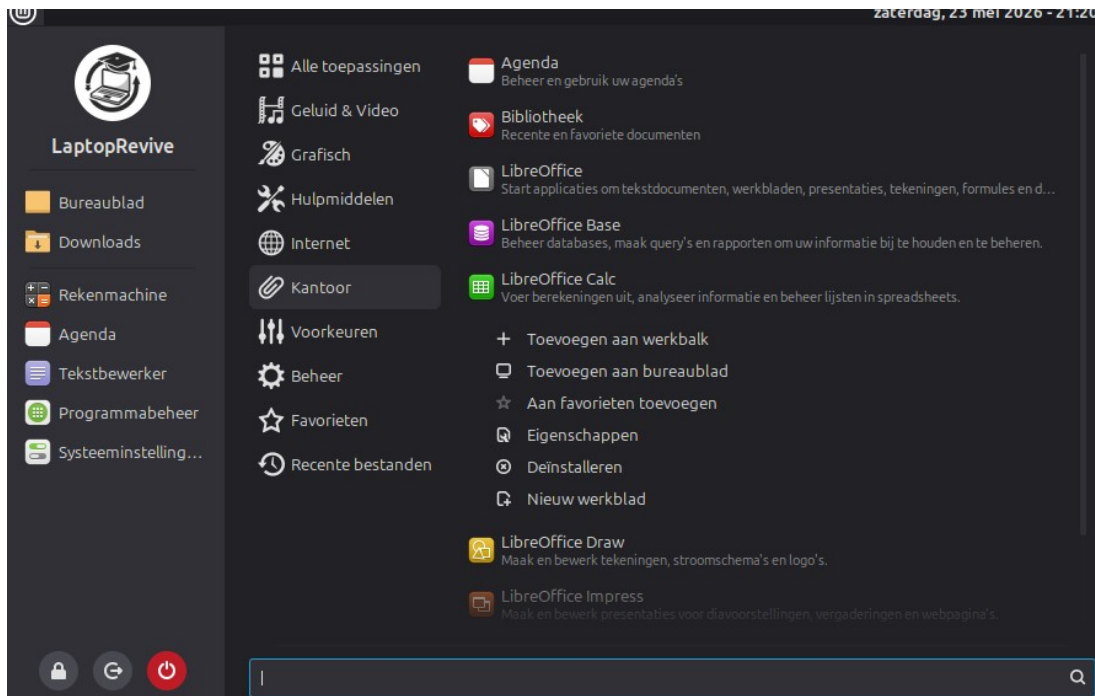 zaterdag, 23 mei 2026 - 21:20
LaptopRevive
Bureaublad
Downloads
Rekenmachine
Agenda
Tekstbewerker
Programmabeheer
Systeeminstelling...
Alle toepassingen
Geluid & Video
Grafisch
Hulpmiddelen
Internet
Kantoor
Voorkeuren
Beheer
Favorieten
Recente bestanden
Agenda
Beheer en gebruik uw agenda's
Bibliotheek
Recente en favoriete documenten
LibreOffice
Start applicaties om tekstdocumenten, werkbladen, presentaties, tekeningen, formules en d...
LibreOffice Base
Beheer databases, maak query's en rapporten om uw informatie bij te houden en te beheren.
LibreOffice Calc
Voer berekeningen uit, analyseer informatie en beheer lijsten in spreadsheets.
Toevoegen aan werkbalk
Toevoegen aan bureaublad
Aan favorieten toevoegen
Eigenschappen
Deïnstalleren
Nieuw werkblad
LibreOffice Draw
Maak en bewerk tekeningen, stroomschema's en logo's.
LibreOffice Impress
Maak en bewerk presentaties voor diavoorstellingen, vergaderingen en webpagina's.